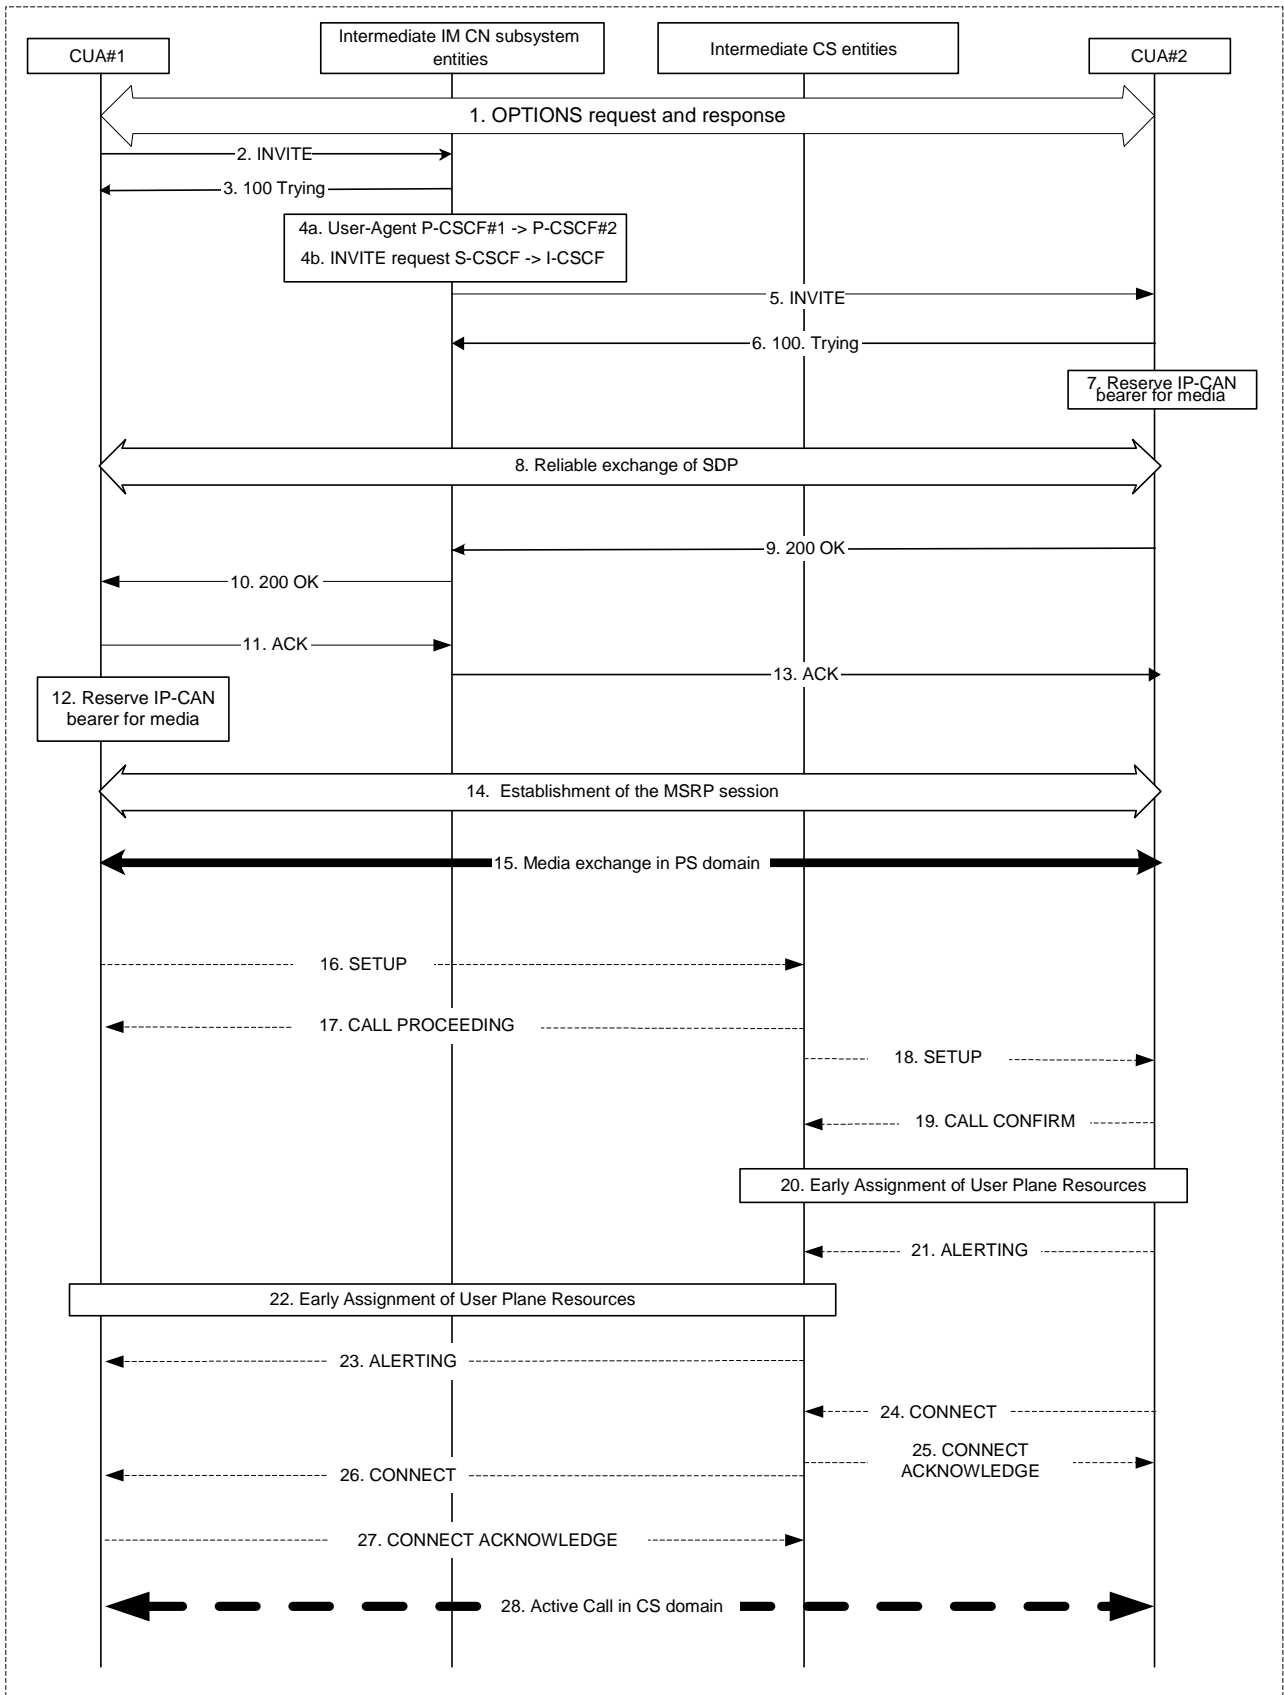 CUA#1
Intermediate IM CN subsystem
entities
Intermediate CS entities
CUA#2
1. OPTIONS request and response
2. INVITE
3. 100 Trying
4a. User-Agent P-CSCF#1 -> P-CSCF#2
4b. INVITE request S-CSCF -> I-CSCF
5. INVITE
6. 100. Trying
7. Reserve IP-CAN
bearer for media
8. Reliable exchange of SDP
9. 200 OK
10. 200 OK
11. ACK
13. ACK
12. Reserve IP-CAN
bearer for media
14. Establishment of the MSRP session
15. Media exchange in PS domain
16. SETUP
17. CALL PROCEEDING
18. SETUP
19. CALL CONFIRM
20. Early Assignment of User Plane Resources
21. ALERTING
22. Early Assignment of User Plane Resources
23. ALERTING
24. CONNECT
25. CONNECT
ACKNOWLEDGE
26. CONNECT
27. CONNECT ACKNOWLEDGE
28. Active Call in CS domain